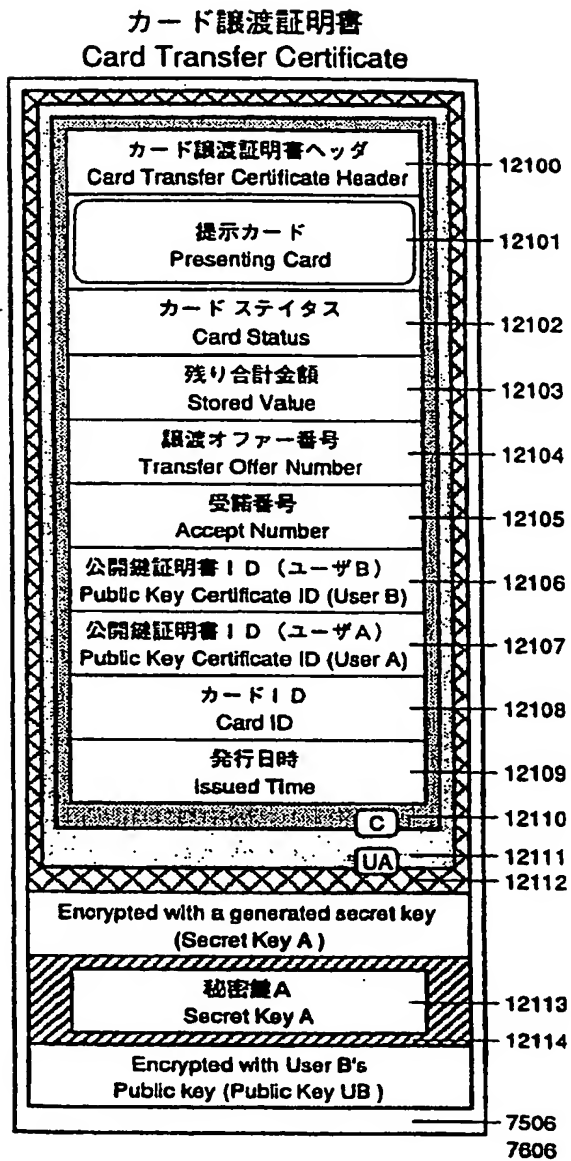 カード譲渡証明書
Card Transfer Certificate
カード譲渡証明書ヘッダ
Card Transfer Certificate Header
12100
提示カード
Presenting Card
12101
カード ステイタス
Card Status
12102
残り合計金額
Stored Value
12103
譲渡オファー番号
Transfer Offer Number
12104
受諾番号
Accept Number
12105
公開鍵証明書ID(ユーザB)
Public Key Certificate ID (User B)
12106
公開鍵証明書ID(ユーザA)
Public Key Certificate ID (User A)
12107
カードID
Card ID
12108
発行日時
Issued Time
12109
C
12110
UA
12111
12112
Encrypted with a generated secret key
(Secret Key A )
秘密鍵A
Secret Key A
12113
12114
Encrypted with User B's
Public key (Public Key UB )
7506
7606